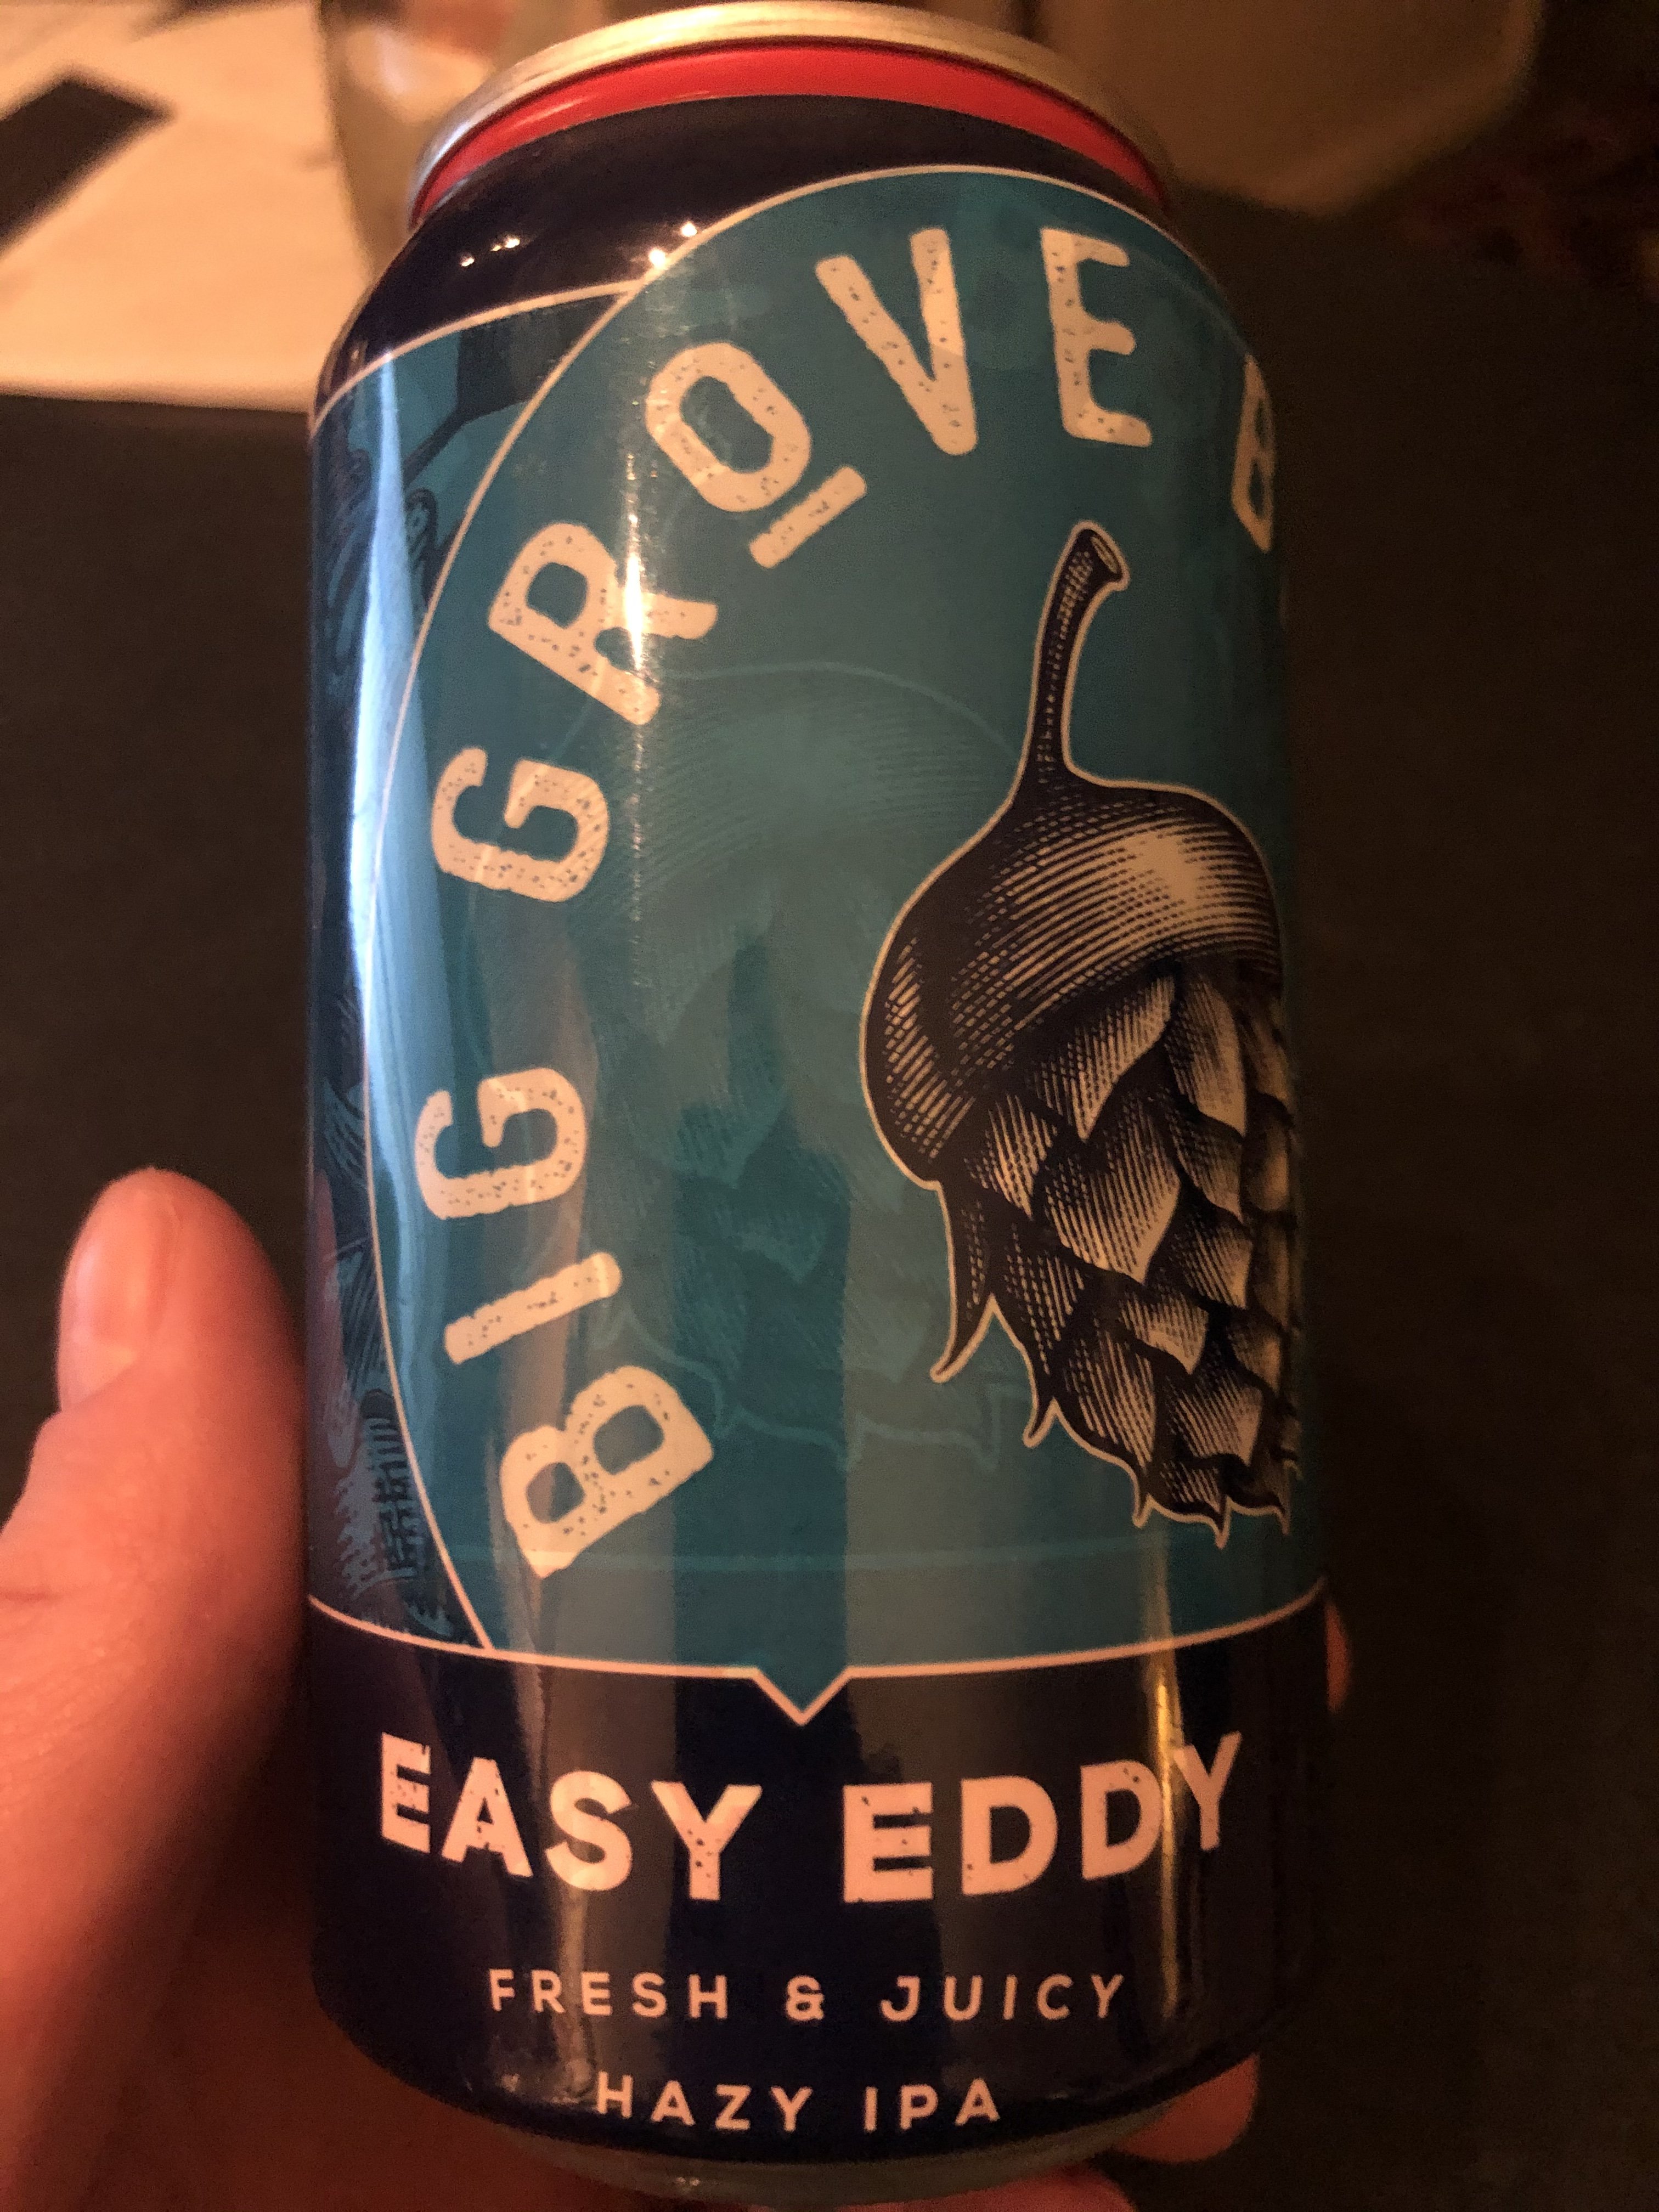 BIG GROVE B
EASY EDDY
FRESH & JUICY
HAZY IPA